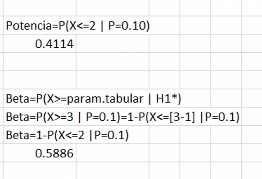 Potencia=P(X<=2 | P=0.10)
0.4114
Beta=P(X>=param.tabular | H1*)
Beta=P(X>=3 | P=0.1)=1-P(X<=[3-1] |P=0.1)
Beta=1-P(X<=2 |P=0.1)
0.5886